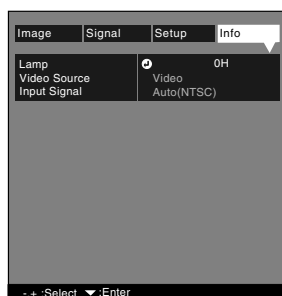 Image Signal Setup Info
Lamp 0H
Video Source Video
Input Signal Auto(NTSC)
- + :Select ▼ :Enter